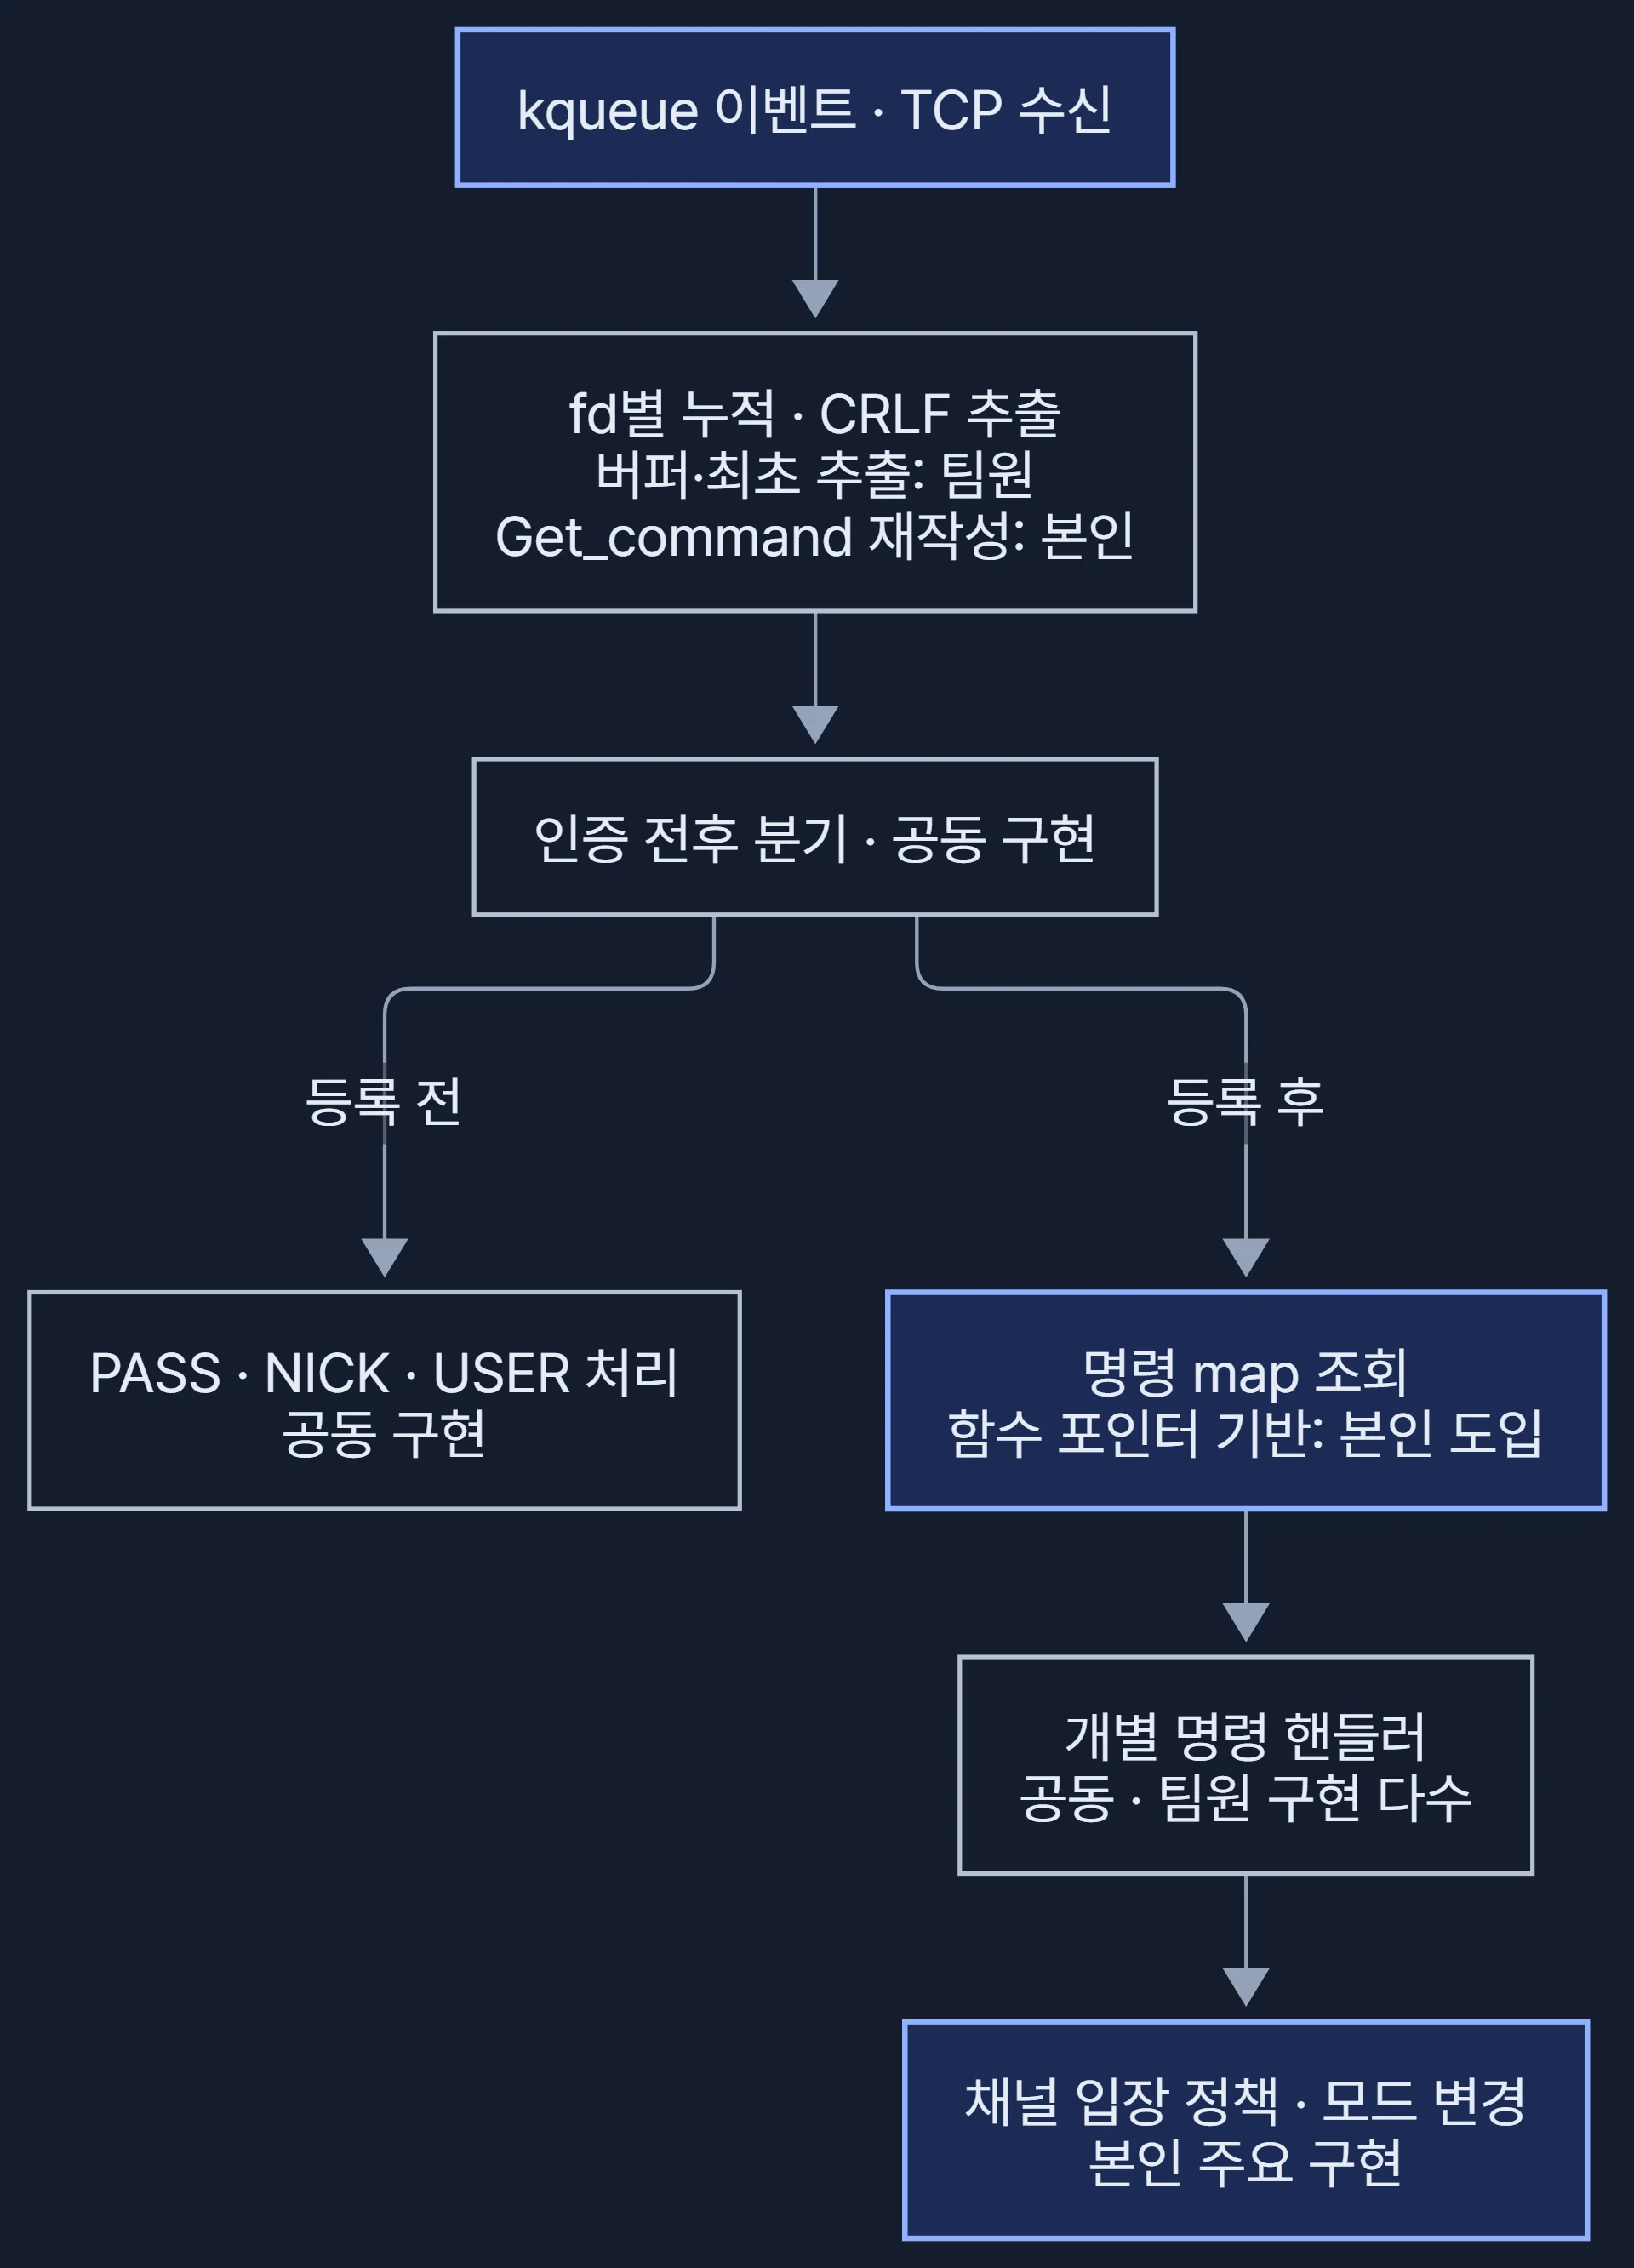 kqueue 이벤트 · TCP 수신
fd별 누적 · CRLF 추출
버퍼·최초 추출: 팀원
Get_command 재작성: 본인
인증 전후 분기 · 공동 구현
등록 전
등록 후
PASS · NICK · USER 처리
공동 구현
명령 map 조회
함수 포인터 기반: 본인 도입
개별 명령 핸들러
공동 · 팀원 구현 다수
채널 입장 정책 · 모드 변경
본인 주요 구현